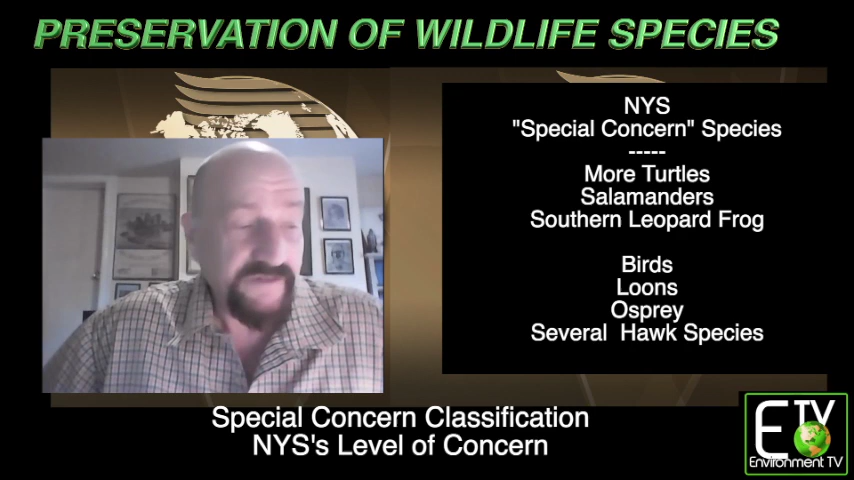 PRESERVATION OF WILDLIFE SPECIES
NYS
"Special Concern" Species
-----
More Turtles
Salamanders
Southern Leopard Frog
Birds
Loons
Osprey
Several Hawk Species
Special Concern Classification
NYS's Level of Concern
ETV
Environment TV